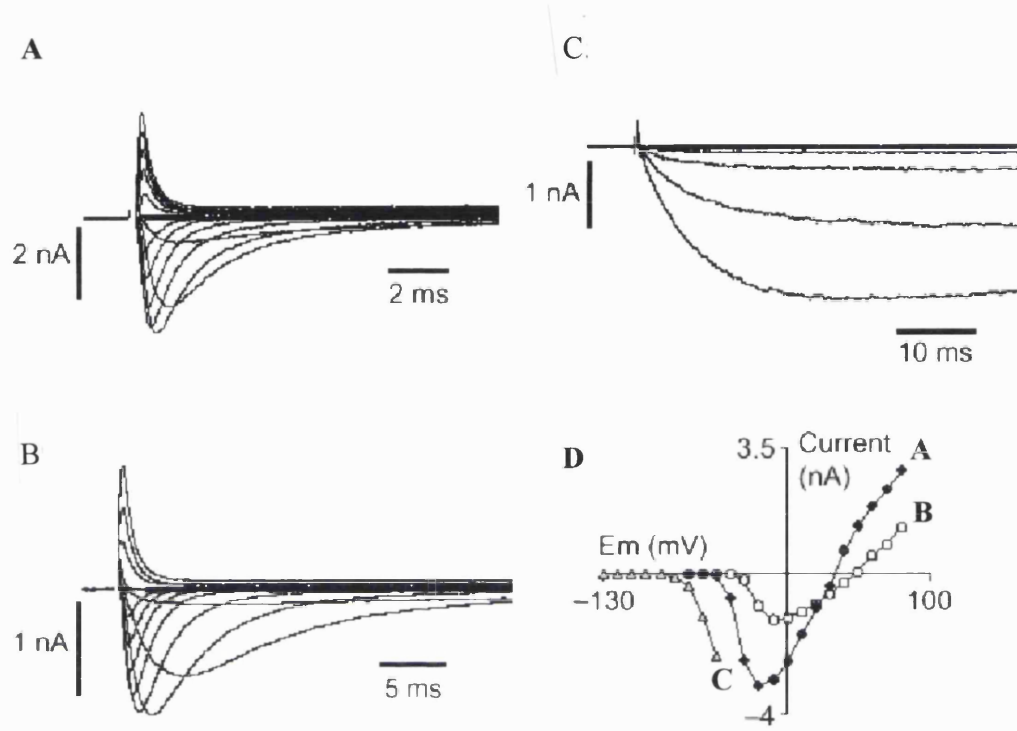 A
2 nA
2 ms
C
1 nA
10 ms
B
1 nA
5 ms
D
3.5
Current
(nA)
A
B
Em (mV)
−130
100
C
−4